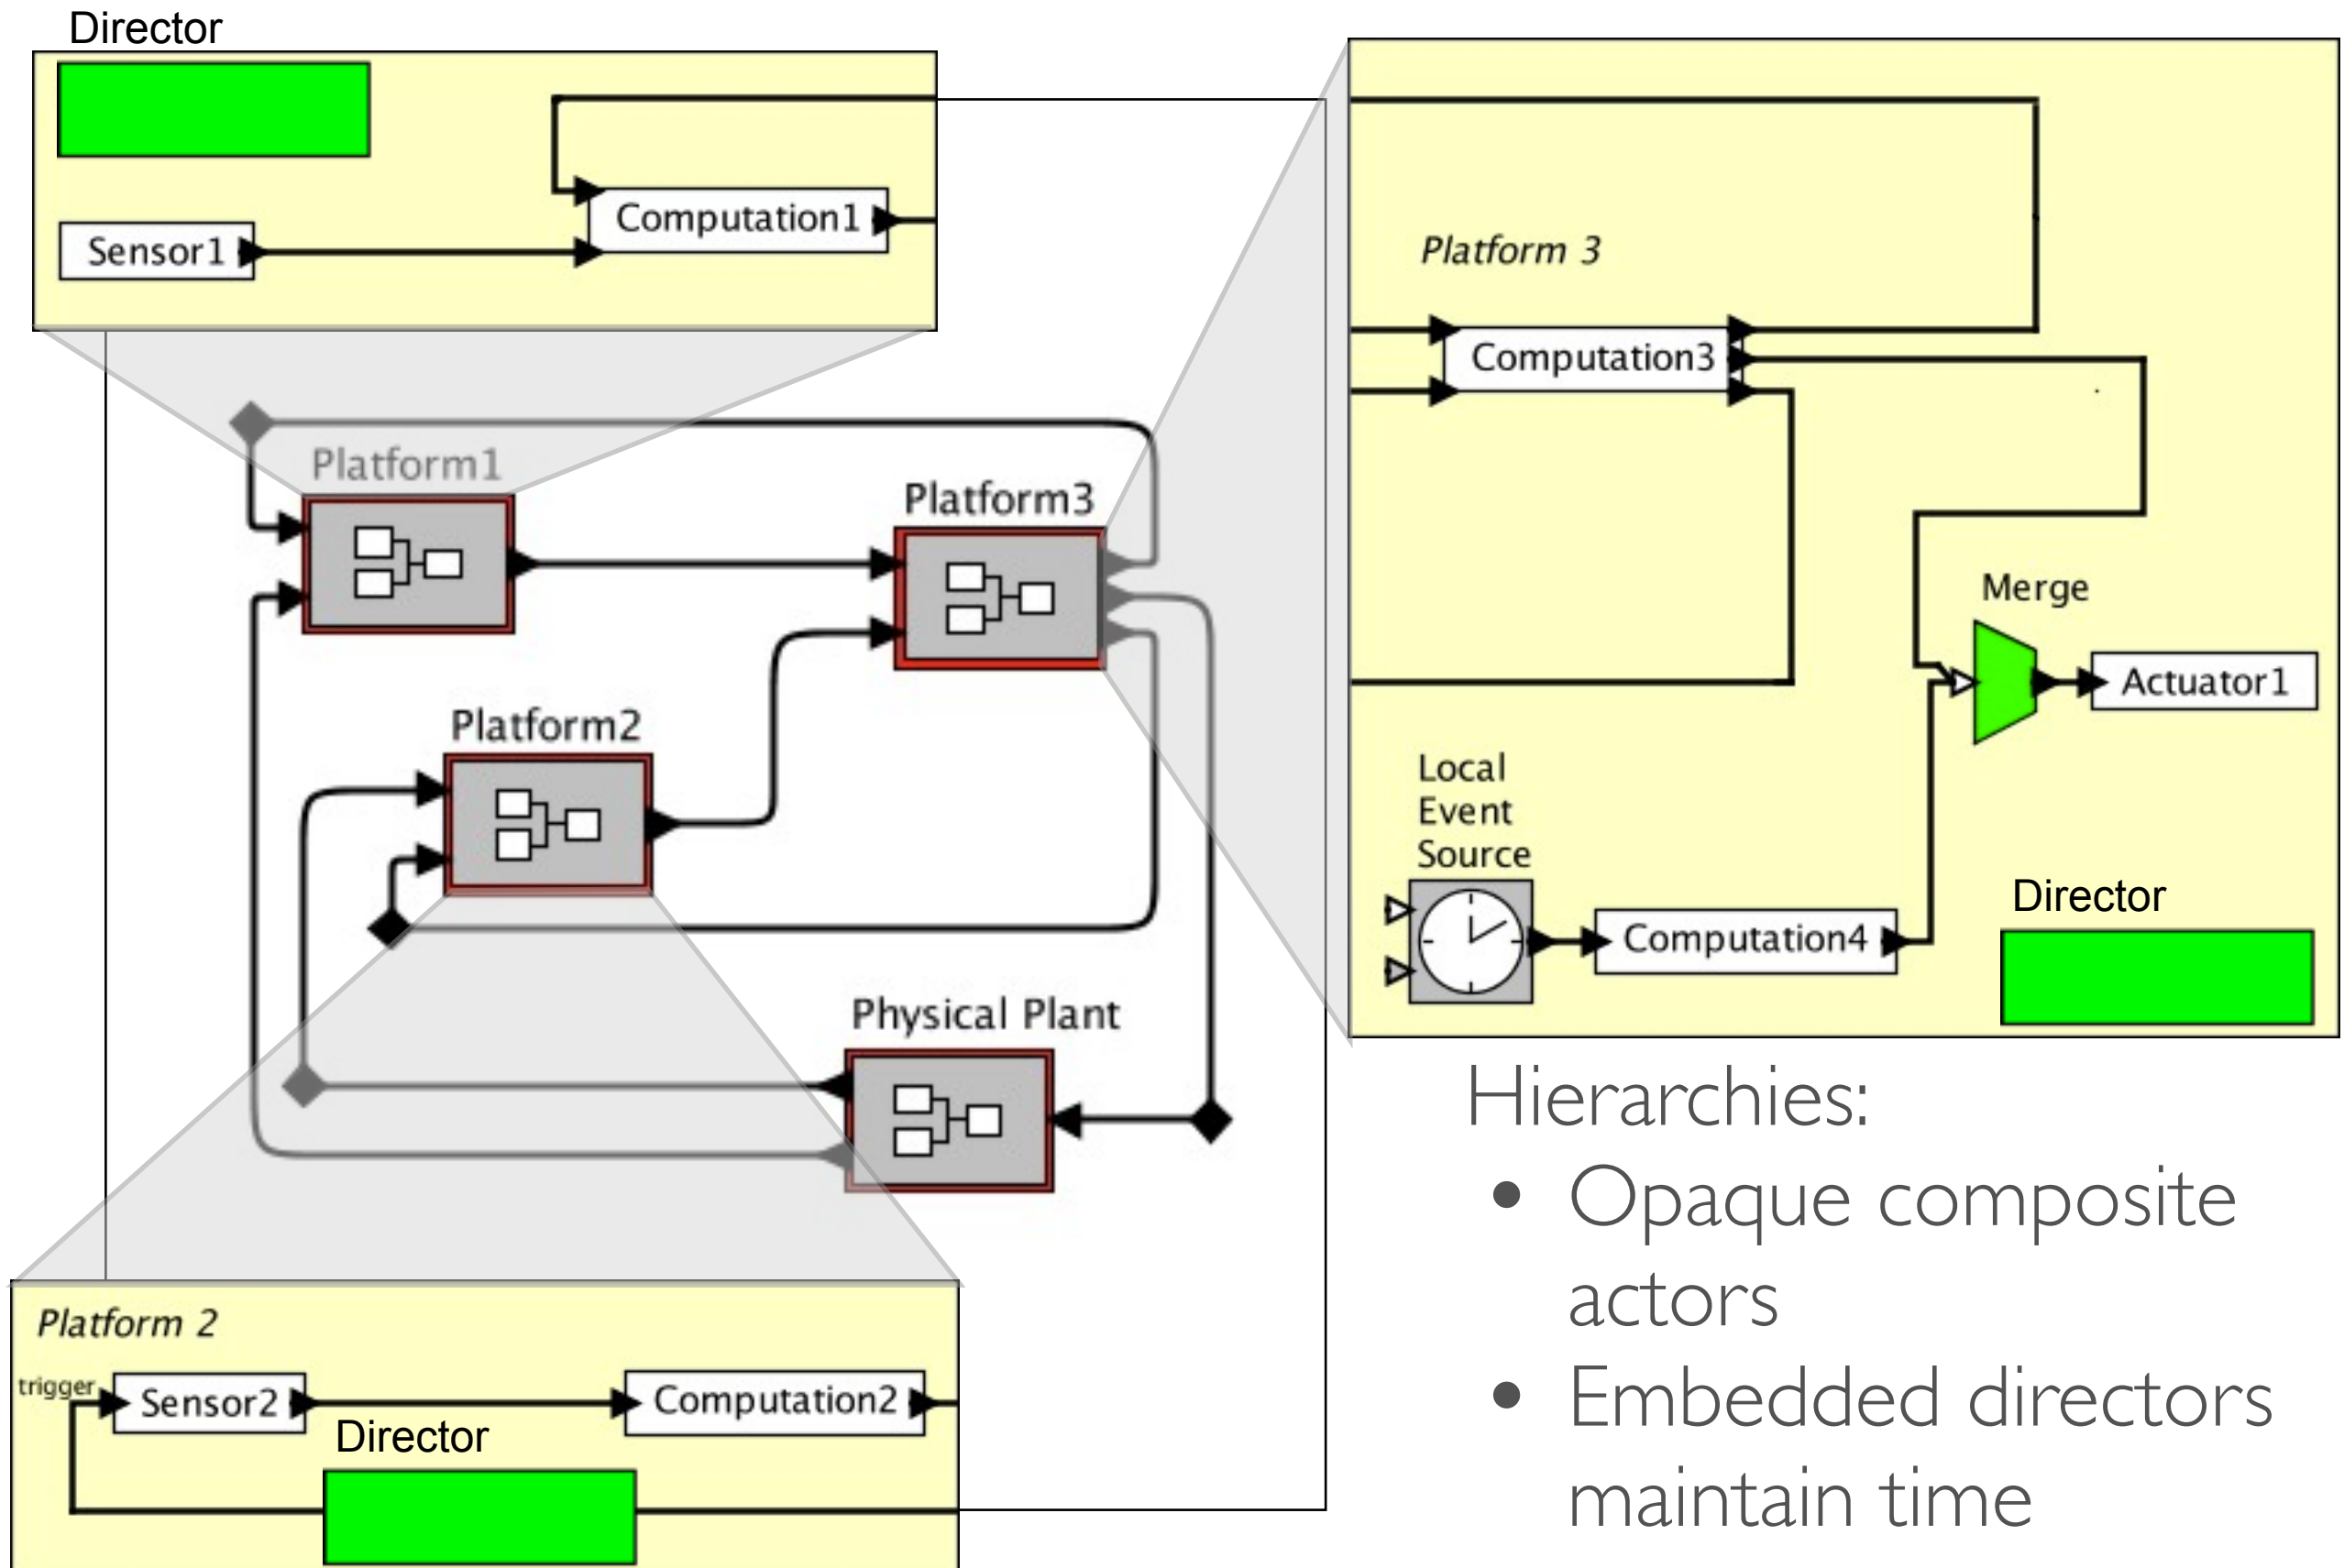 Director
Computation1
Sensor1
Platform 3
Computation3
Merge
Actuator1
Local
Event
Source
Computation4
Director
Platform1
Platform3
Platform2
Physical Plant
Platform 2
trigger
Sensor2
Computation2
Director
Hierarchies:
• Opaque composite
actors
• Embedded directors
maintain time